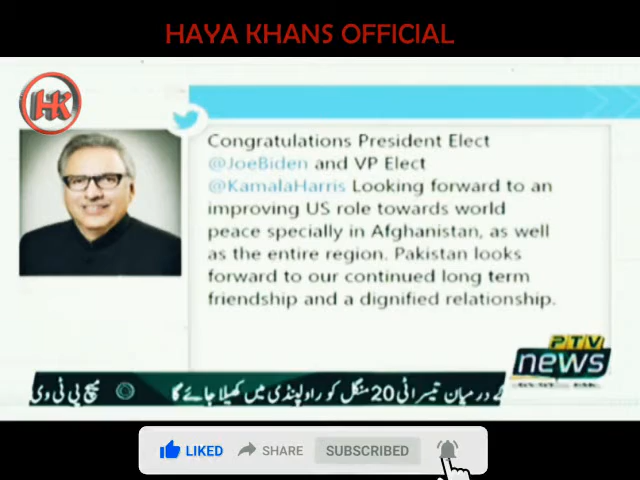 HAYA KHANS OFFICIAL
HK
Congratulations President Elect
@JoeBiden and VP Elect
@KamalaHarris Looking forward to an
improving US role towards world
peace specially in Afghanistan, as well
as the entire region. Pakistan looks
forward to our continued long term
friendship and a dignified relationship.
PTV
news
کے درمیان تیسرا ٹی 20 منگل کو راولپنڈی میں کھیلا جائے گا
میچ پی ٹی وی
LIKED SHARE SUBSCRIBED